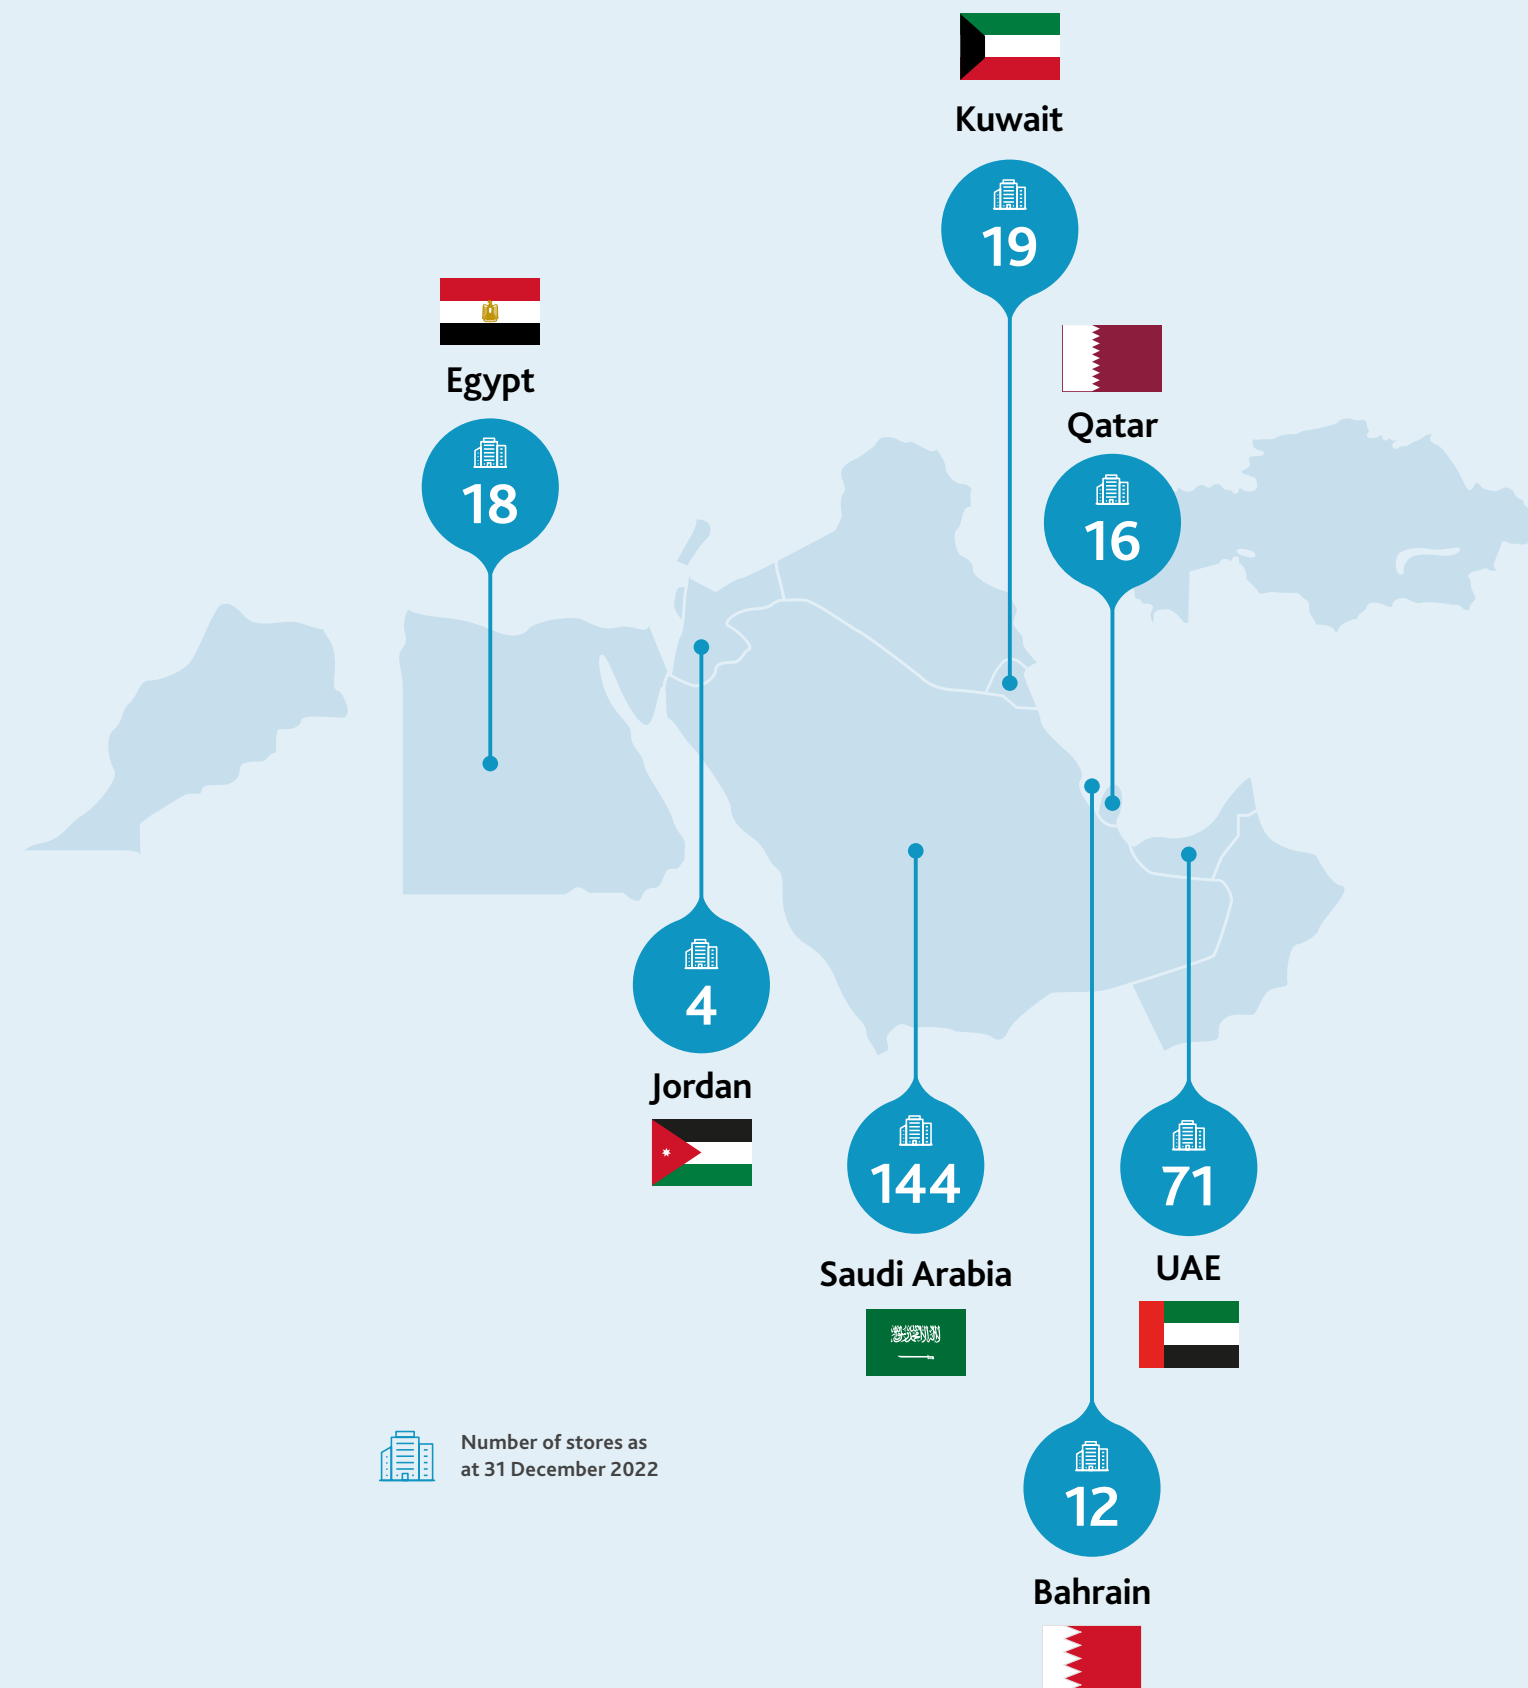 Kuwait
19
Egypt
18
Qatar
16
4
Jordan
144
Saudi Arabia
71
UAE
Number of stores as
at 31 December 2022
12
Bahrain